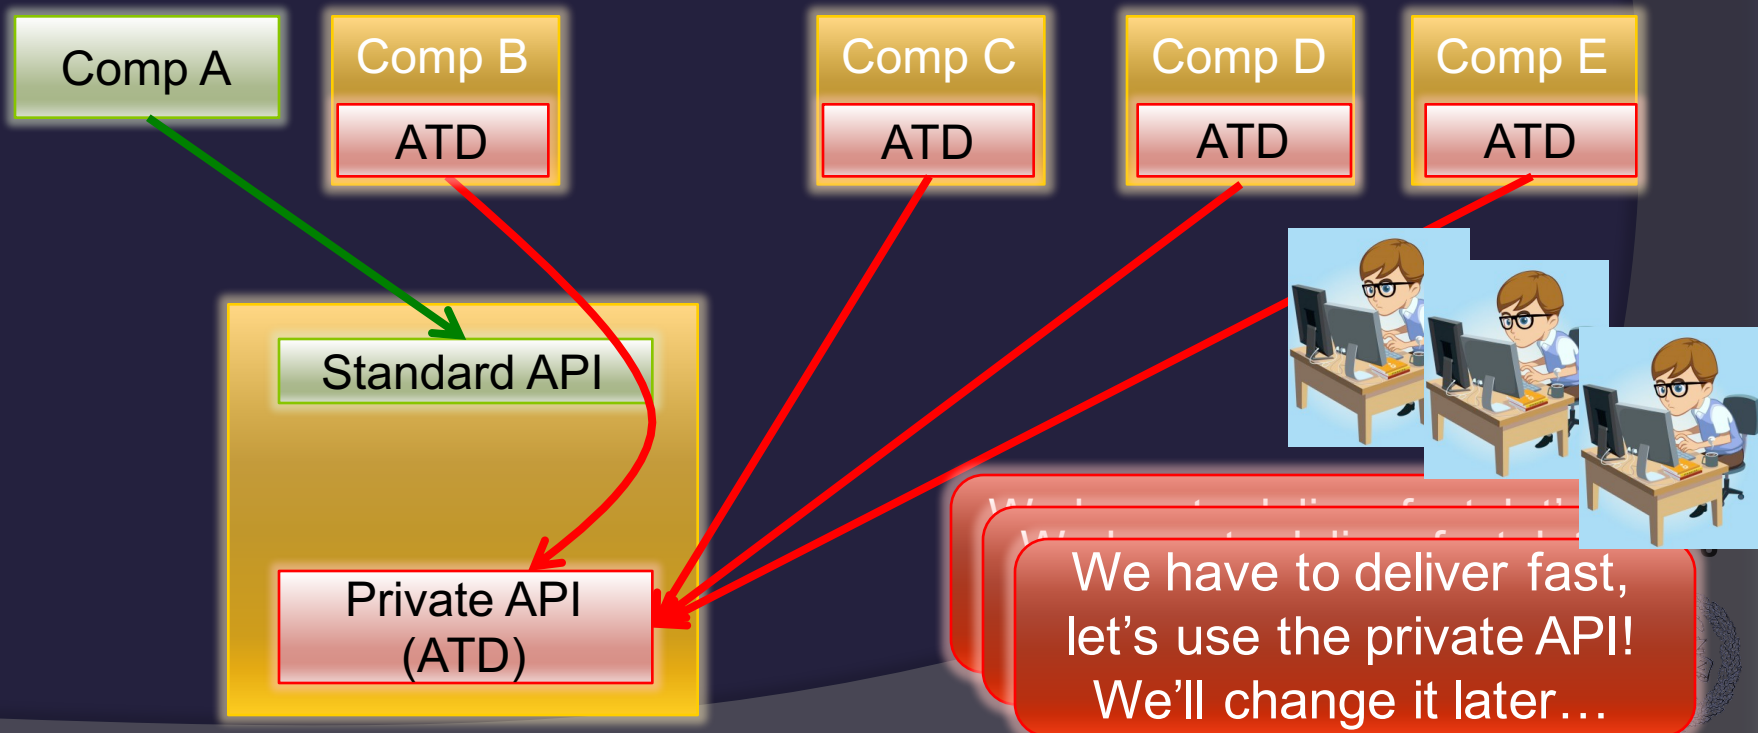 Comp A
Comp B
Comp C
Comp D
Comp E
ATD
ATD
ATD
ATD
Standard API
Private API
(ATD)
We have to deliver fast,
let’s use the private API!
We’ll change it later…